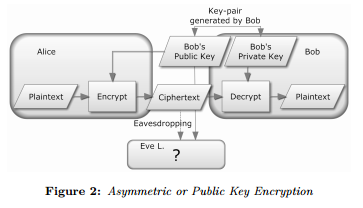 Key-pair
generated by Bob
Alice
Bob's
Public Key
Bob's
Private Key
Bob
Plaintext
Encrypt
Ciphertext
Decrypt
Plaintext
Eavesdropping
Eve L.
?
Figure 2: Asymmetric or Public Key Encryption